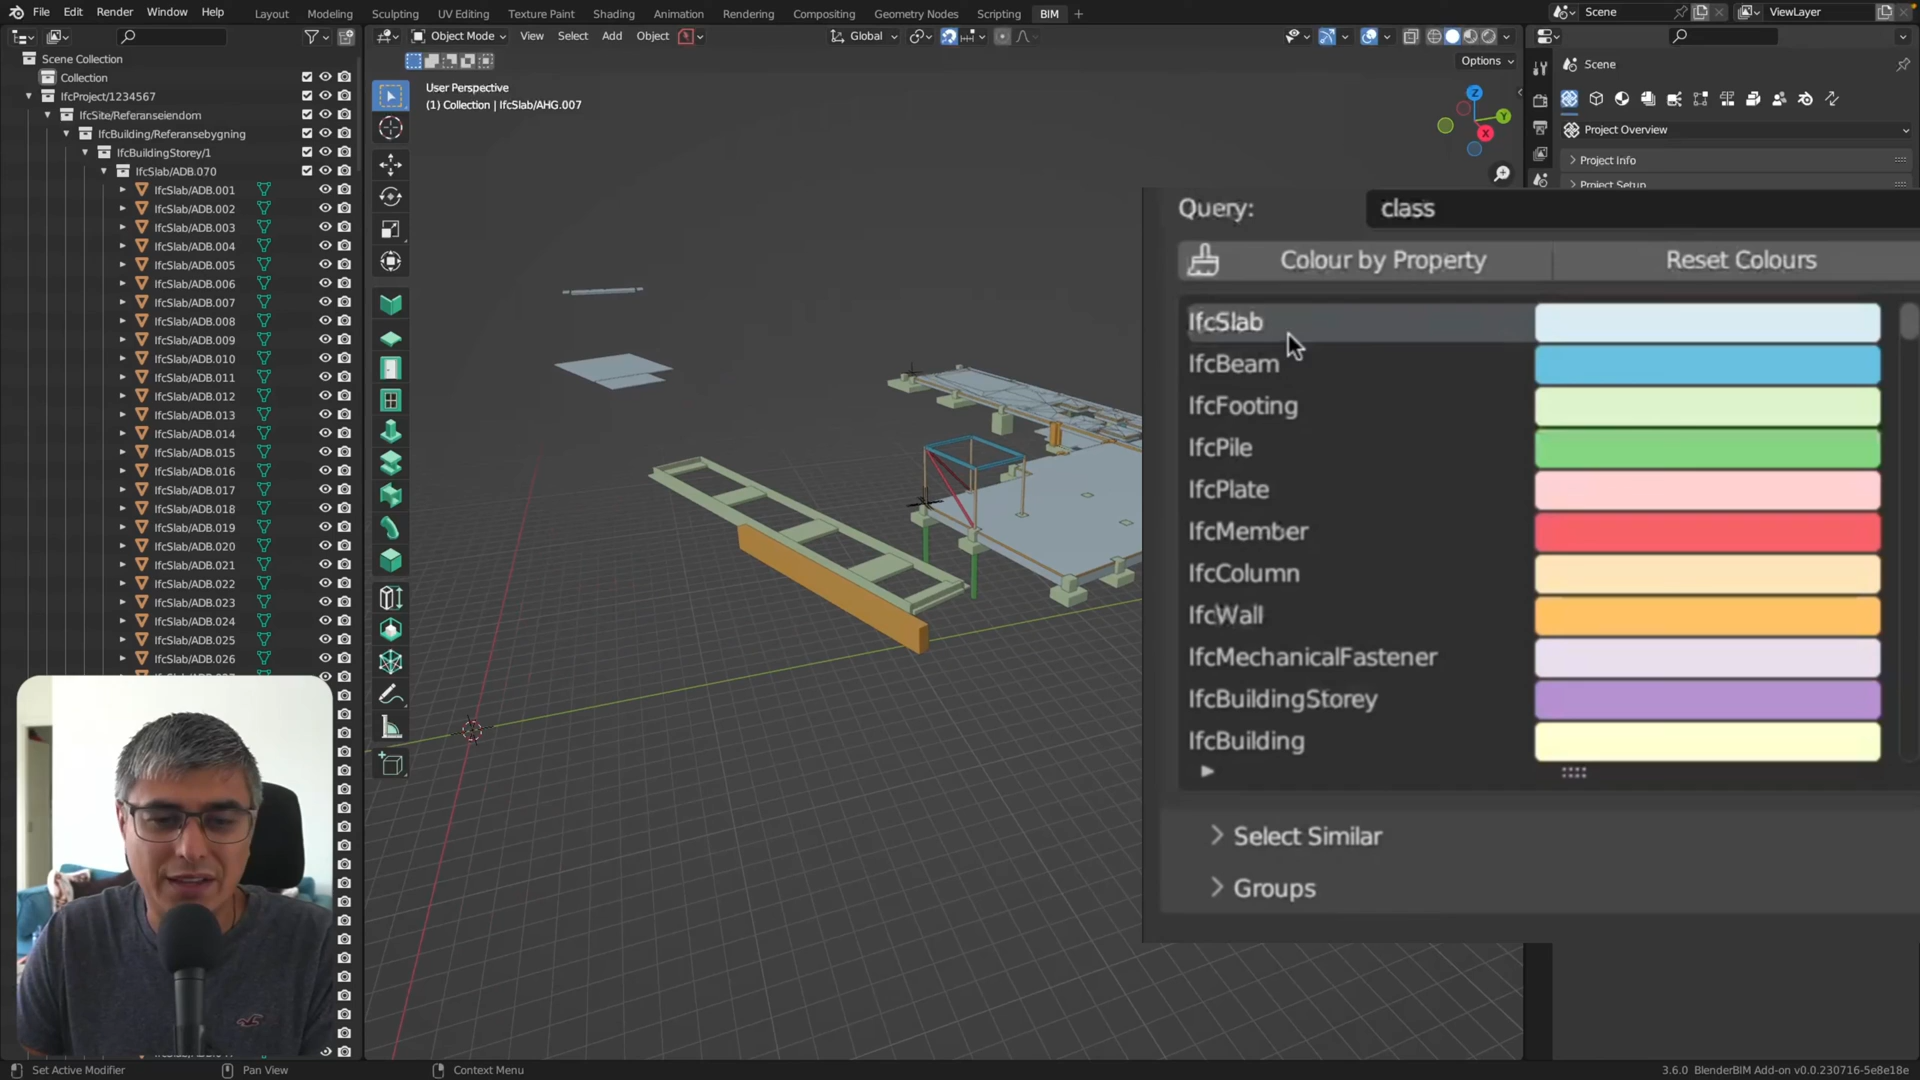 File Edit Render Window Help
Layout Modeling Sculpting UV Editing Texture Paint Shading Animation Rendering Compositing Geometry Nodes Scripting BIM
Scene
ViewLayer
Object Mode View Select Add Object
Global
Options
Scene Collection
Collection
IfcProject/1234567
IfcSite/Referanseiendom
IfcBuilding/Referansebygning
IfcBuildingStorey/1
IfcSlab/ADB.070
IfcSlab/ADB.001
IfcSlab/ADB.002
IfcSlab/ADB.003
IfcSlab/ADB.004
IfcSlab/ADB.005
IfcSlab/ADB.006
IfcSlab/ADB.007
IfcSlab/ADB.008
IfcSlab/ADB.009
IfcSlab/ADB.010
IfcSlab/ADB.011
IfcSlab/ADB.012
IfcSlab/ADB.013
IfcSlab/ADB.014
IfcSlab/ADB.015
IfcSlab/ADB.016
IfcSlab/ADB.017
IfcSlab/ADB.018
IfcSlab/ADB.019
IfcSlab/ADB.020
IfcSlab/ADB.021
IfcSlab/ADB.022
IfcSlab/ADB.023
IfcSlab/ADB.024
IfcSlab/ADB.025
IfcSlab/ADB.026
User Perspective
(1) Collection | IfcSlab/AHG.007
Z
Y
X
Scene
Project Overview
Project Info
Project Setup
Query: class
Colour by Property Reset Colours
IfcSlab
IfcBeam
IfcFooting
IfcPile
IfcPlate
IfcMember
IfcColumn
IfcWall
IfcMechanicalFastener
IfcBuildingStorey
IfcBuilding
Select Similar
Groups
Set Active Modifier Pan View Context Menu
3.6.0 BlenderBIM Add-on v0.0.230716-5e8e18e